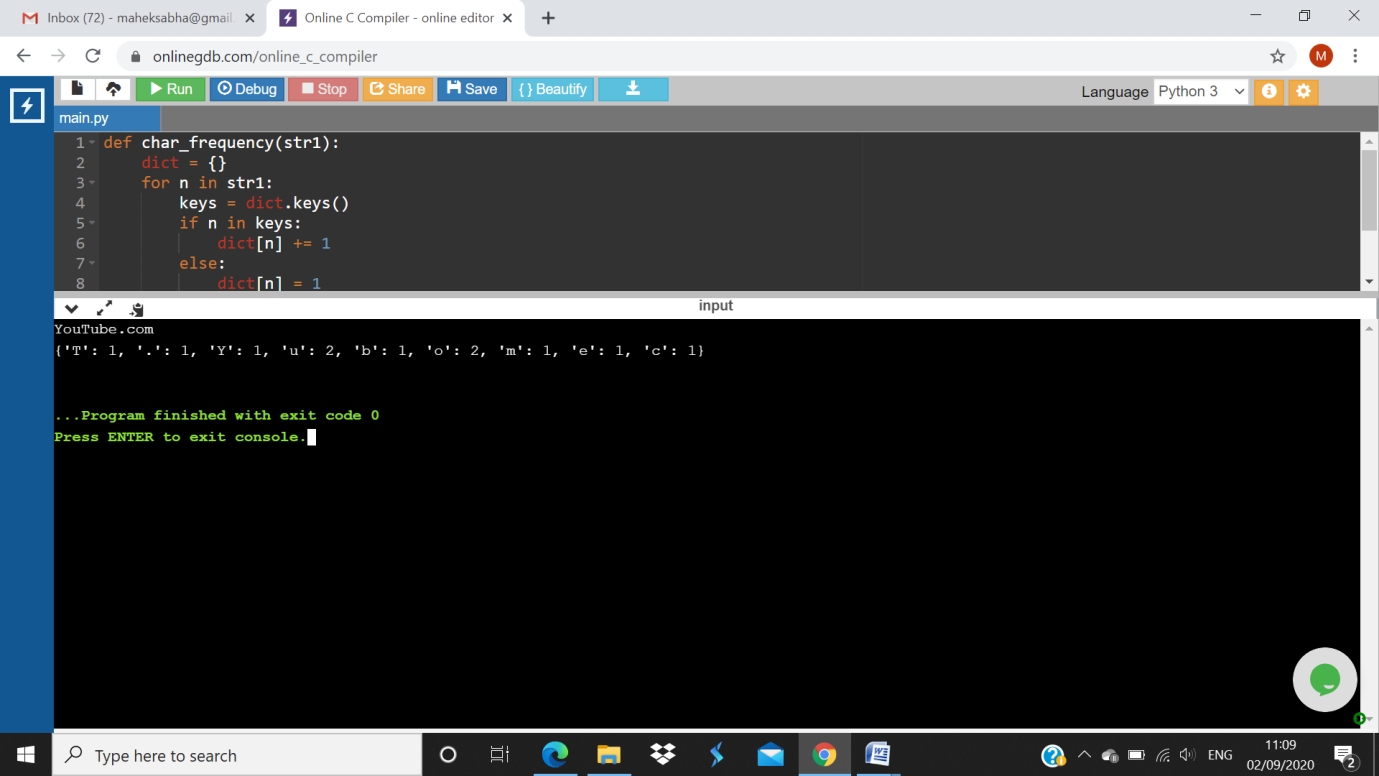 Inbox (72) - maheksabha@gmail
Online C Compiler - online editor
onlinegdb.com/online_c_compiler
M
Run
Debug
Stop
Share
Save
{ } Beautify
Language
Python 3
main.py
1 def char_frequency(str1):
2 dict = {}
3 for n in str1:
4 keys = dict.keys()
5 if n in keys:
6 dict[n] += 1
7 else:
8 dict[n] = 1
input
YouTube.com
{'T': 1, '.': 1, 'Y': 1, 'u': 2, 'b': 1, 'o': 2, 'm': 1, 'e': 1, 'c': 1}
...Program finished with exit code 0
Press ENTER to exit console.
Type here to search
ENG
11:09
02/09/2020
2